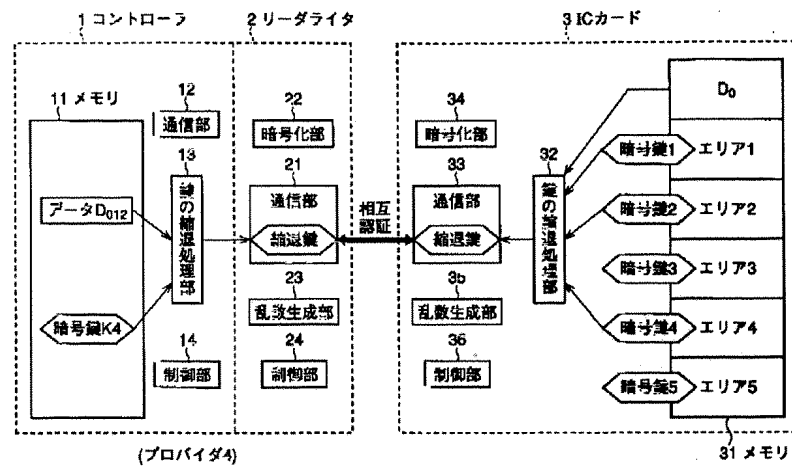 1 コントローラ
2 リーダライタ
3 ICカード
11 メモリ
データD012
暗号鍵K4
12
通信部
13
鍵の縮退処理部
14
制御部
22
暗号化部
21
通信部
縮退鍵
23
乱数生成部
24
制御部
相互
認証
34
暗号化部
33
通信部
縮退鍵
35
乱数生成部
36
制御部
32
鍵の縮退処理部
D0
暗号鍵1
エリア1
暗号鍵2
エリア2
暗号鍵3
エリア3
暗号鍵4
エリア4
暗号鍵5
エリア5
31 メモリ
(プロバイダ4)